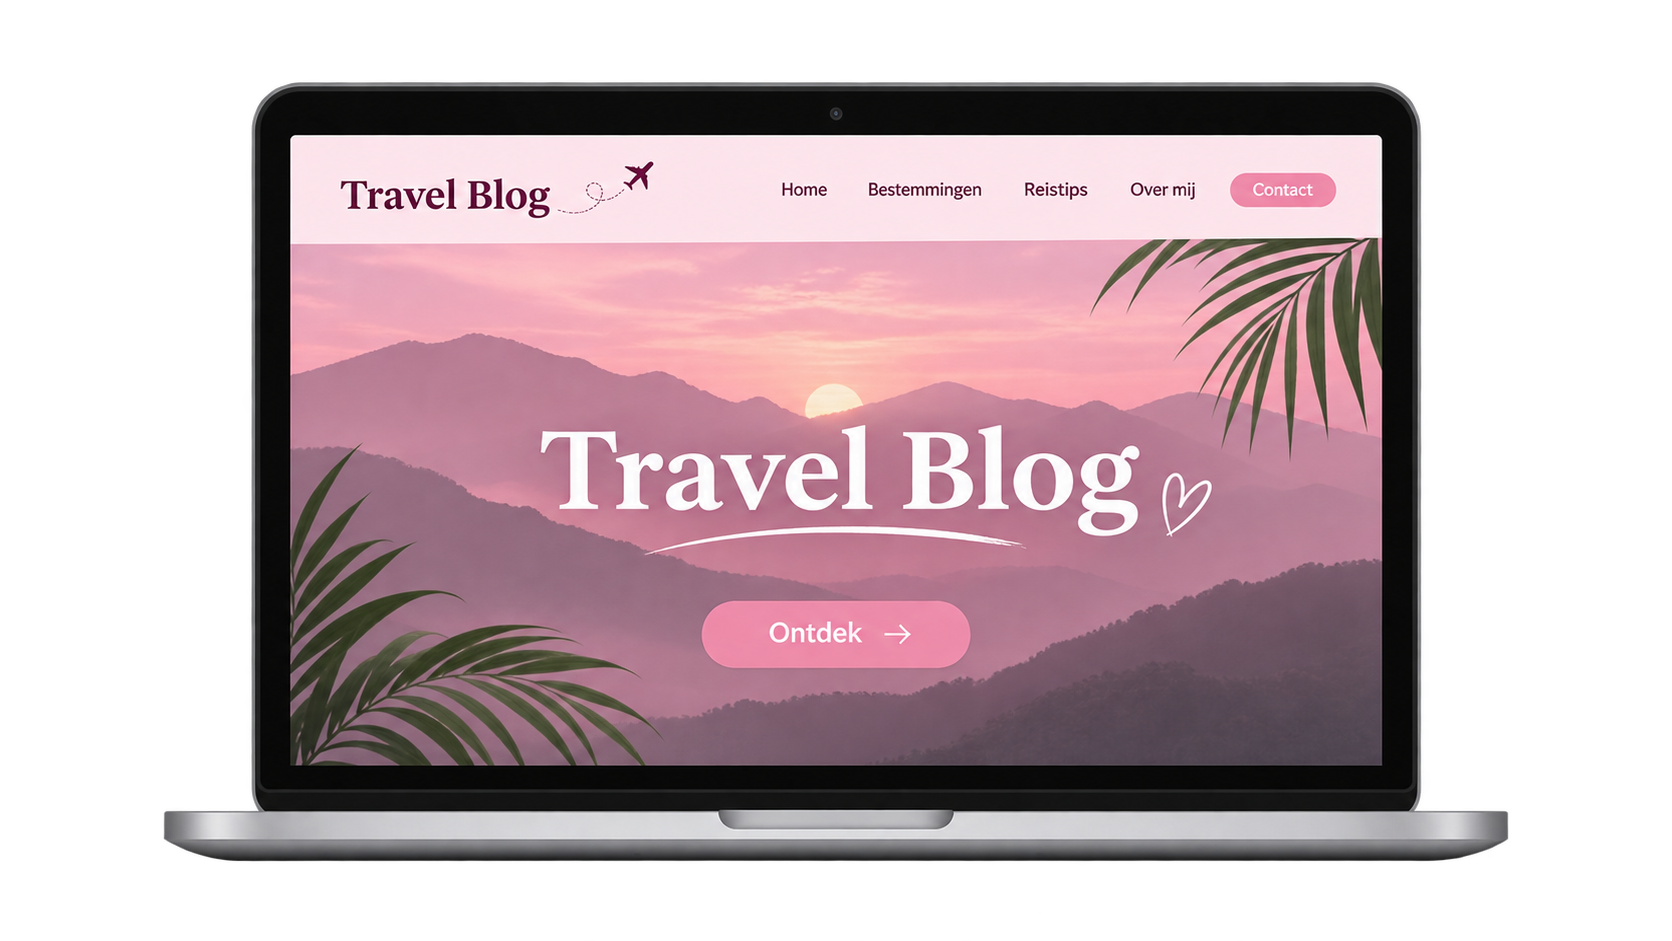 Travel Blog
Home
Bestemmingen
Reistips
Over mij
Contact
Travel Blog
Ontdek →